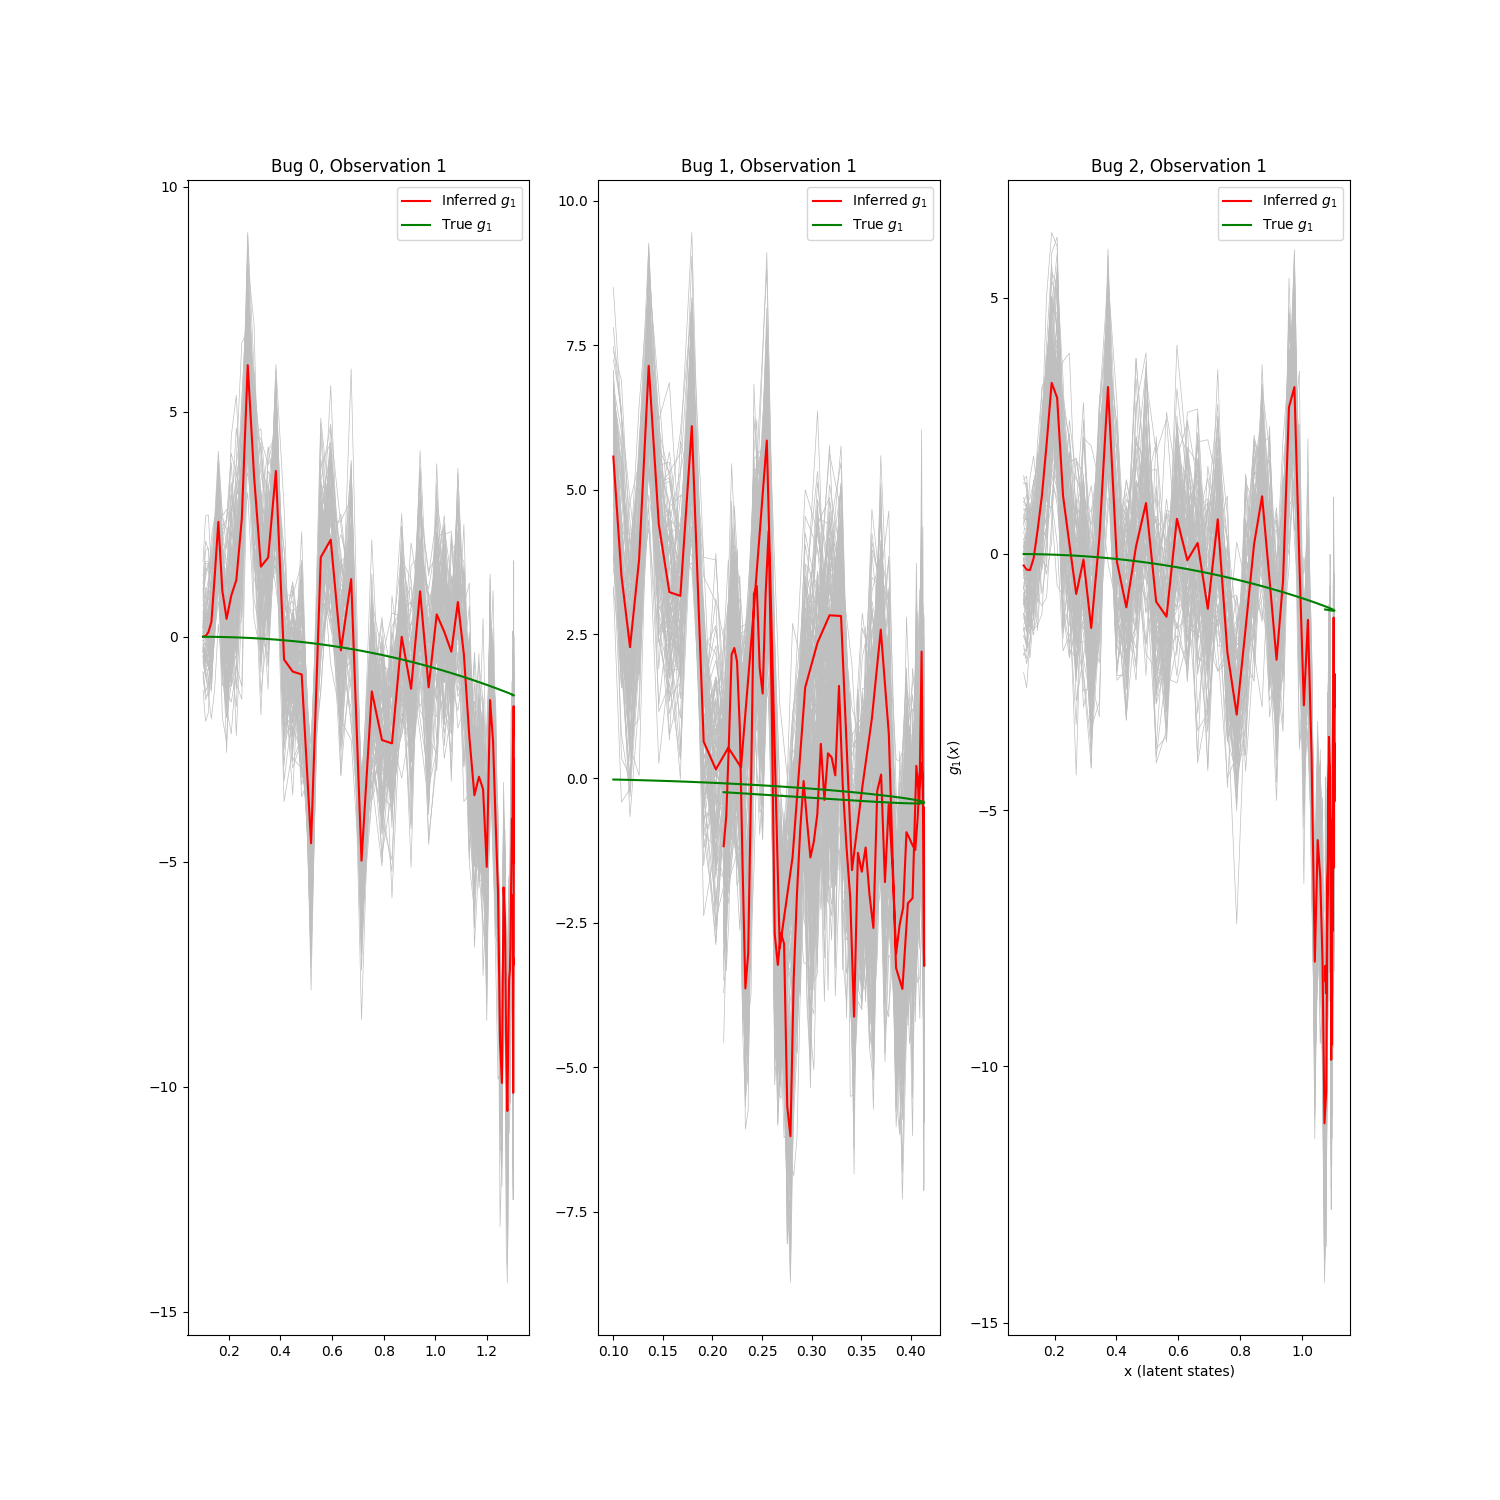 Bug 0, Observation 1
Inferred g₁
True g₁
10
5
0
−5
−10
−15
0.2 0.4 0.6 0.8 1.0 1.2
Bug 1, Observation 1
Inferred g₁
True g₁
10.0
7.5
5.0
2.5
0.0
−2.5
−5.0
−7.5
0.10 0.15 0.20 0.25 0.30 0.35 0.40
Bug 2, Observation 1
Inferred g₁
True g₁
g₁(x)
5
0
−5
−10
−15
0.2 0.4 0.6 0.8 1.0
x (latent states)